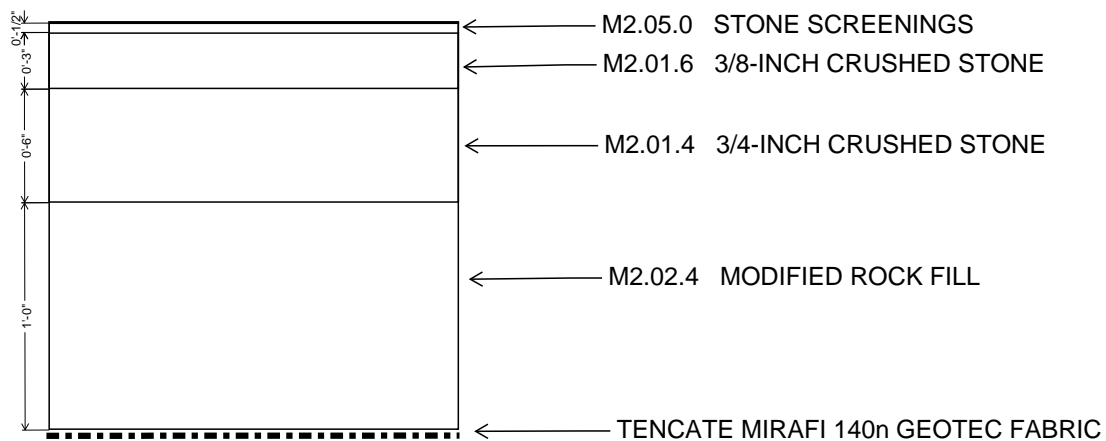 0'-1/2"
M2.05.0 STONE SCREENINGS
0'-3"
M2.01.6 3/8-INCH CRUSHED STONE
0'-6"
M2.01.4 3/4-INCH CRUSHED STONE
1'-0"
M2.02.4 MODIFIED ROCK FILL
TENCATE MIRAFI 140n GEOTEC FABRIC